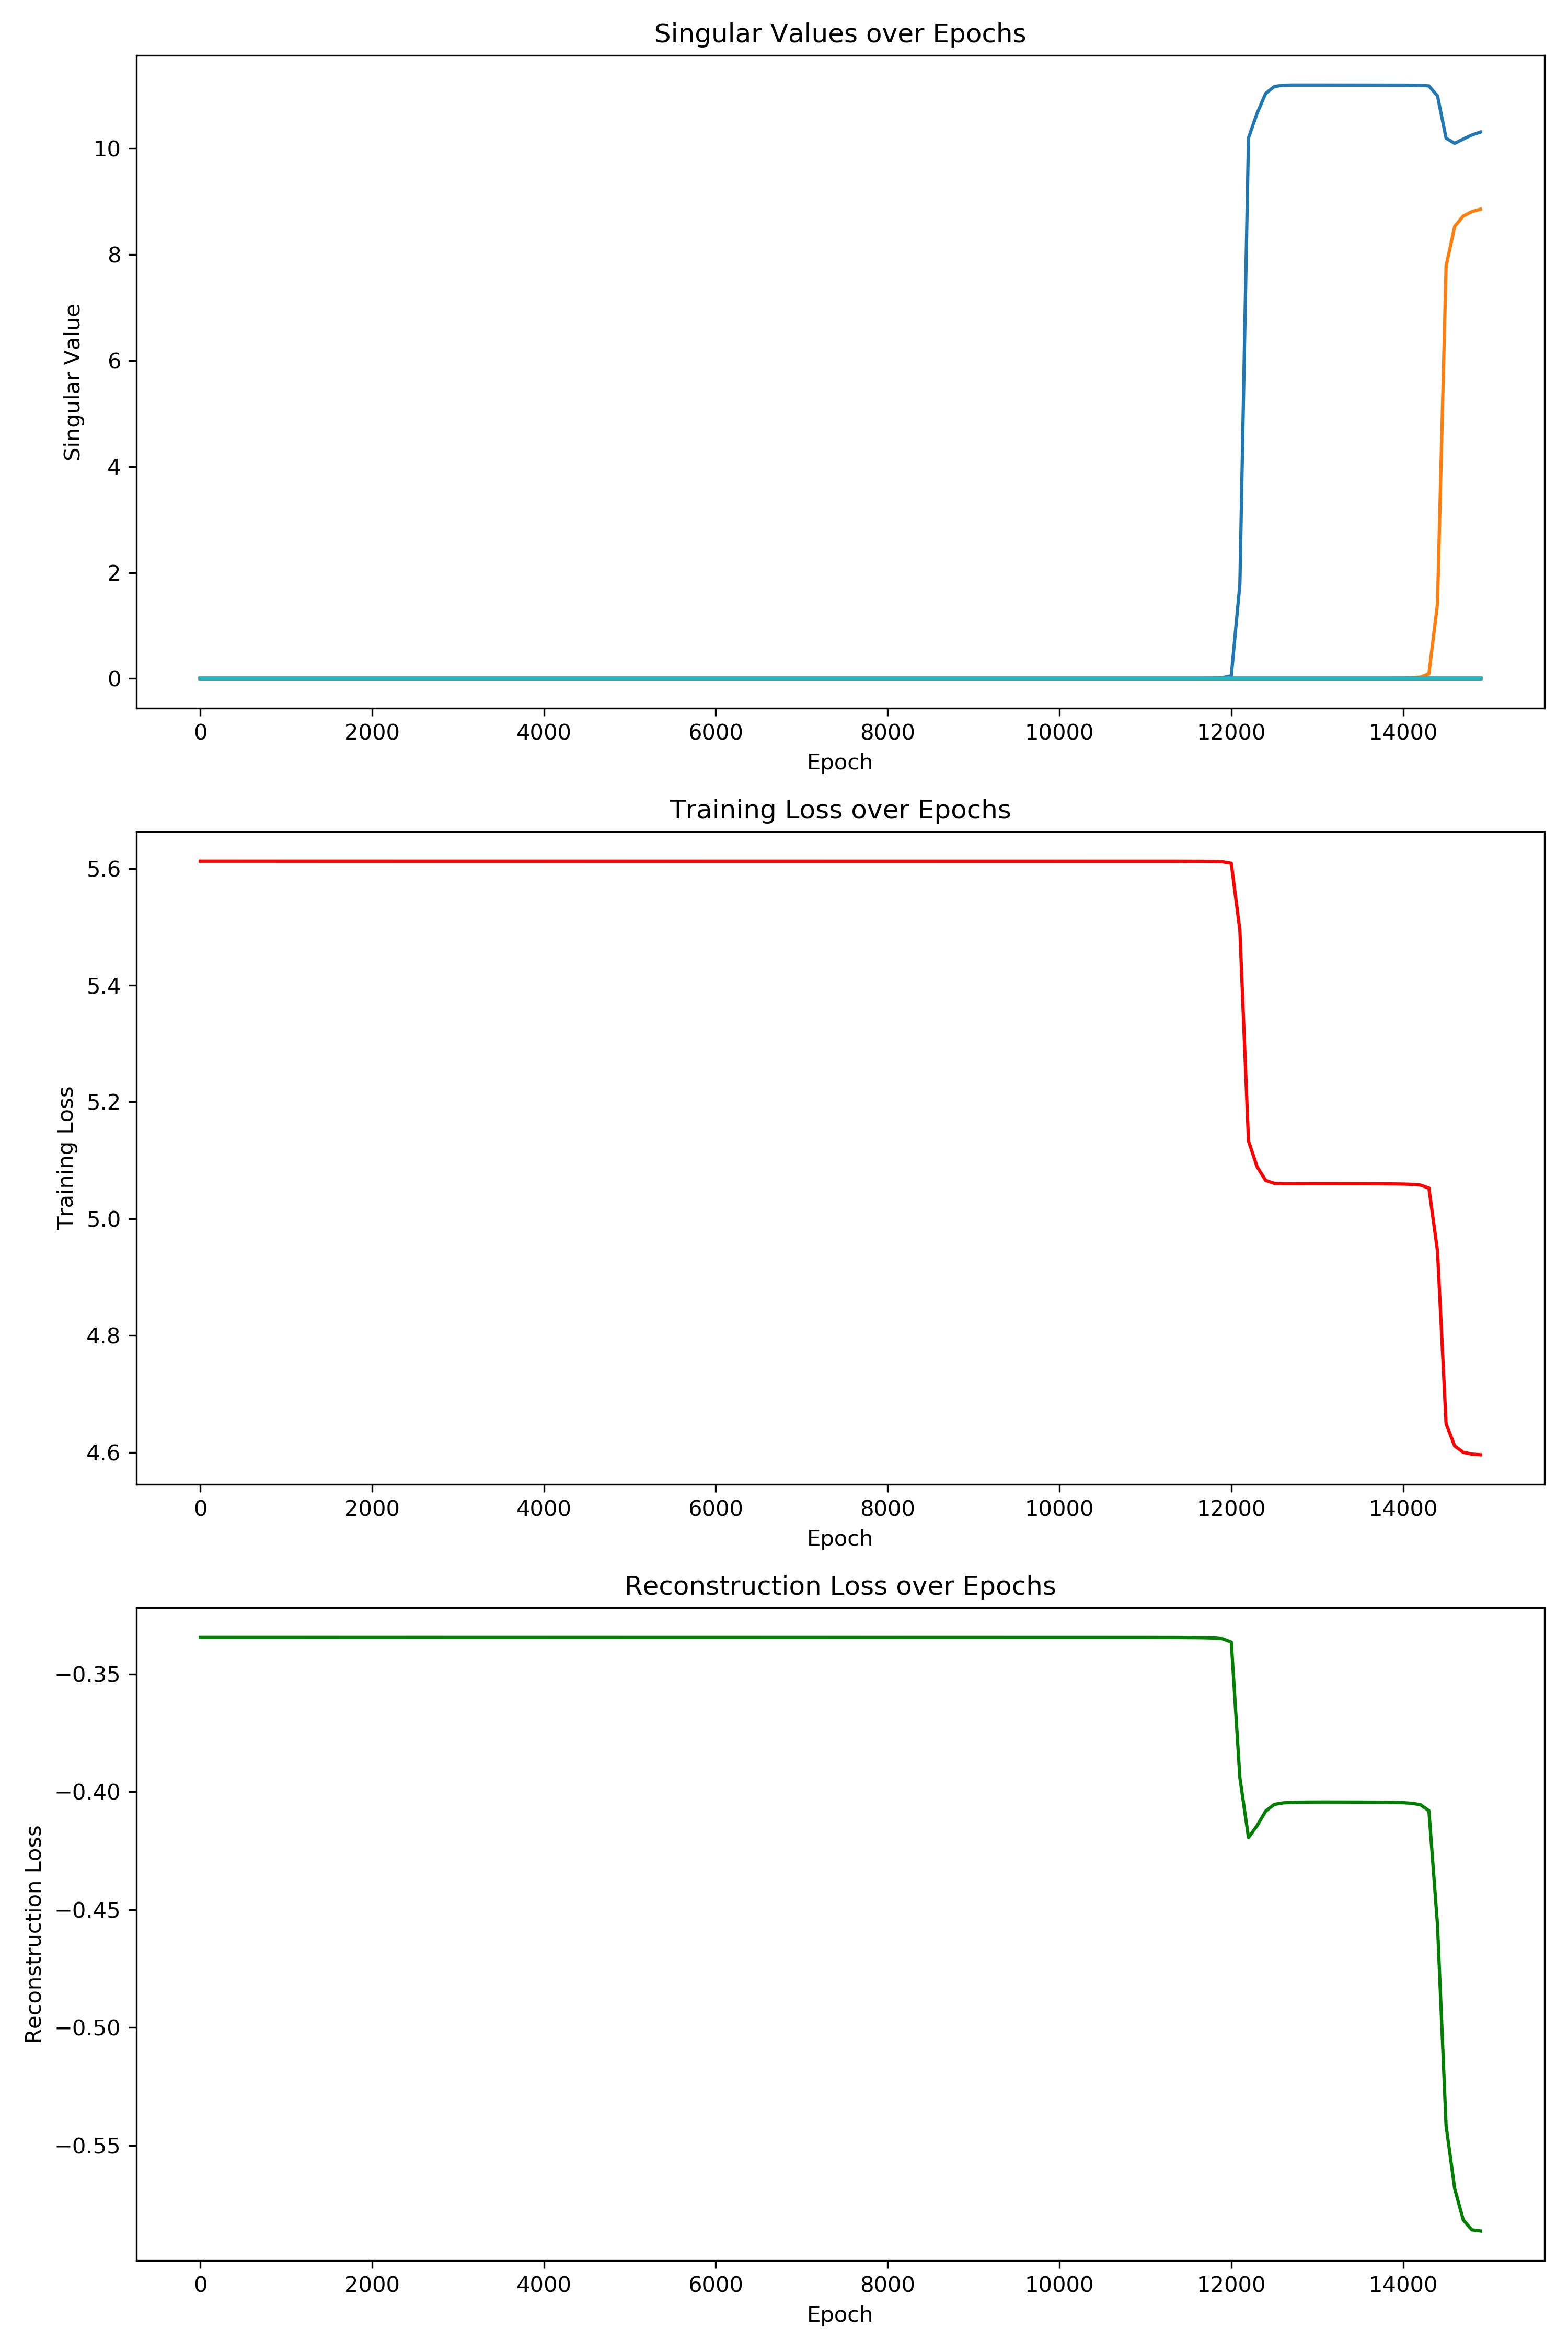 Singular Values over Epochs
10
8
6
4
2
0
Singular Value
0 2000 4000 6000 8000 10000 12000 14000
Epoch
Training Loss over Epochs
5.6
5.4
5.2
5.0
4.8
4.6
Training Loss
0 2000 4000 6000 8000 10000 12000 14000
Epoch
Reconstruction Loss over Epochs
−0.35
−0.40
−0.45
−0.50
−0.55
Reconstruction Loss
0 2000 4000 6000 8000 10000 12000 14000
Epoch